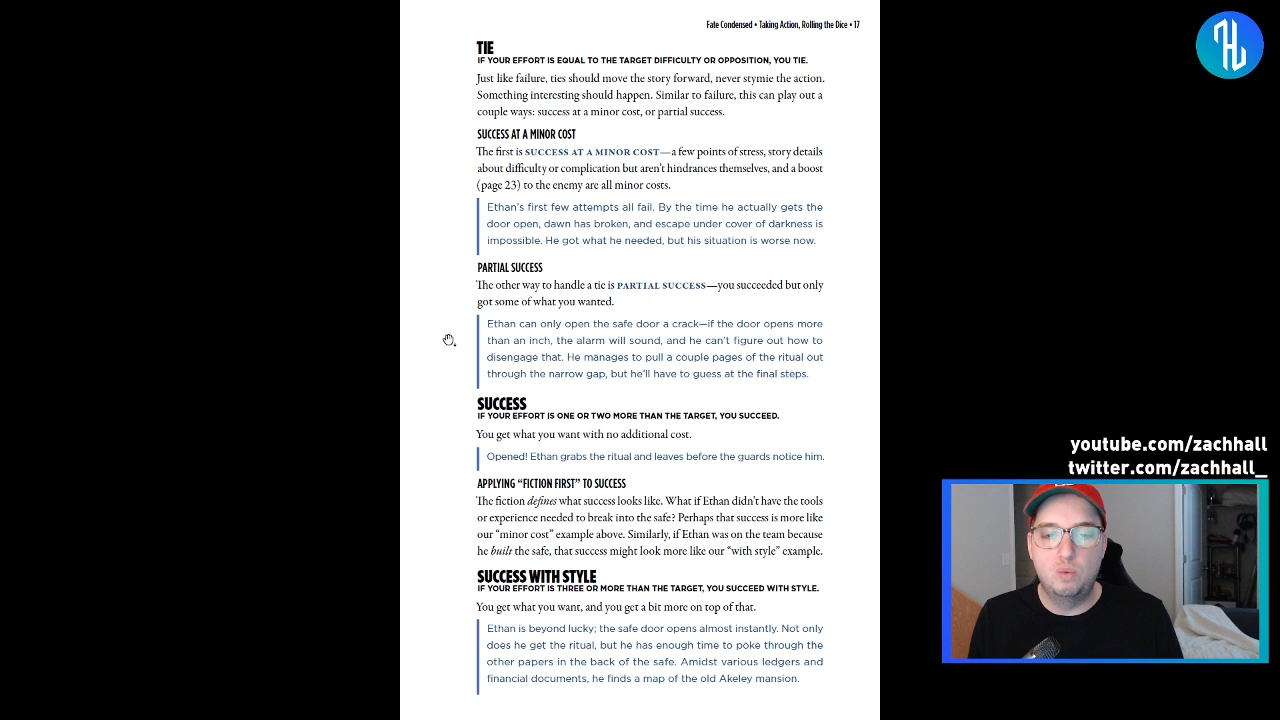 Fate Condensed • Taking Action, Rolling the Dice • 17
TIE
IF YOUR EFFORT IS EQUAL TO THE TARGET DIFFICULTY OR OPPOSITION, YOU TIE.
Just like failure, ties should move the story forward, never stymie the action.
Something interesting should happen. Similar to failure, this can play out a
couple ways: success at a minor cost, or partial success.
SUCCESS AT A MINOR COST
The first is SUCCESS AT A MINOR COST—a few points of stress, story details
about difficulty or complication but aren't hindrances themselves, and a boost
(page 23) to the enemy are all minor costs.
Ethan's first few attempts all fail. By the time he actually gets the
door open, dawn has broken, and escape under cover of darkness is
impossible. He got what he needed, but his situation is worse now.
PARTIAL SUCCESS
The other way to handle a tie is PARTIAL SUCCESS—you succeeded but only
got some of what you wanted.
Ethan can only open the safe door a crack—if the door opens more
than an inch, the alarm will sound, and he can't figure out how to
disengage that. He manages to pull a couple pages of the ritual out
through the narrow gap, but he'll have to guess at the final steps.
SUCCESS
IF YOUR EFFORT IS ONE OR TWO MORE THAN THE TARGET, YOU SUCCEED.
You get what you want with no additional cost.
Opened! Ethan grabs the ritual and leaves before the guards notice him.
APPLYING “FICTION FIRST” TO SUCCESS
The fiction defines what success looks like. What if Ethan didn't have the tools
or experience needed to break into the safe? Perhaps that success is more like
our “minor cost” example above. Similarly, if Ethan was on the team because
he built the safe, that success might look more like our “with style” example.
SUCCESS WITH STYLE
IF YOUR EFFORT IS THREE OR MORE THAN THE TARGET, YOU SUCCEED WITH STYLE.
You get what you want, and you get a bit more on top of that.
Ethan is beyond lucky; the safe door opens almost instantly. Not only
does he get the ritual, but he has enough time to poke through the
other papers in the back of the safe. Amidst various ledgers and
financial documents, he finds a map of the old Akeley mansion.
youtube.com/zachhall
twitter.com/zachhall_